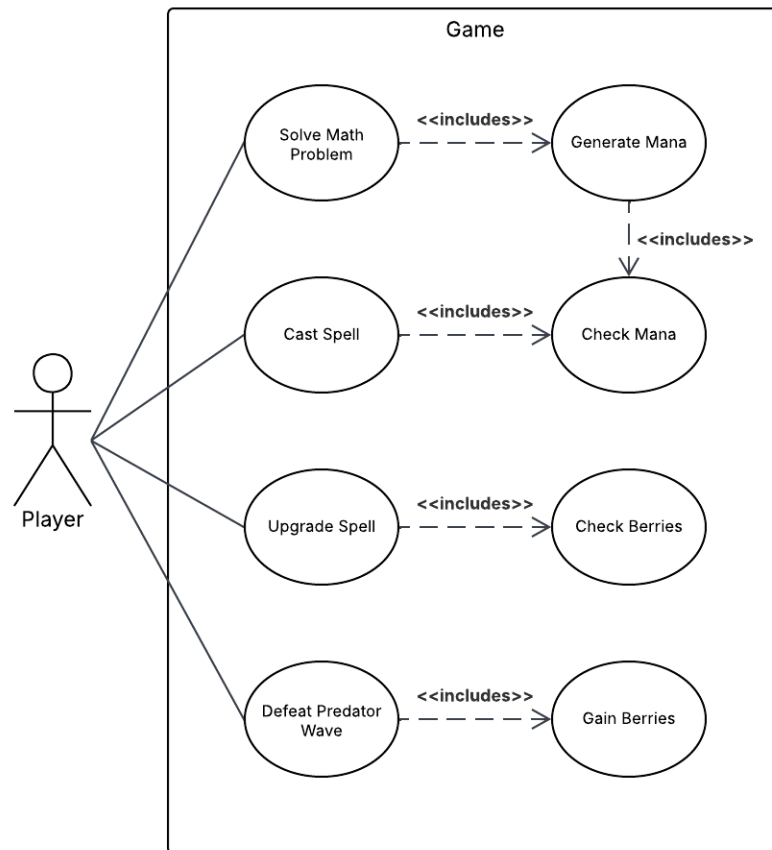 Game
Solve Math
Problem
<<includes>>
Generate Mana
<<includes>>
Cast Spell
<<includes>>
Check Mana
Player
Upgrade Spell
<<includes>>
Check Berries
Defeat Predator
Wave
<<includes>>
Gain Berries